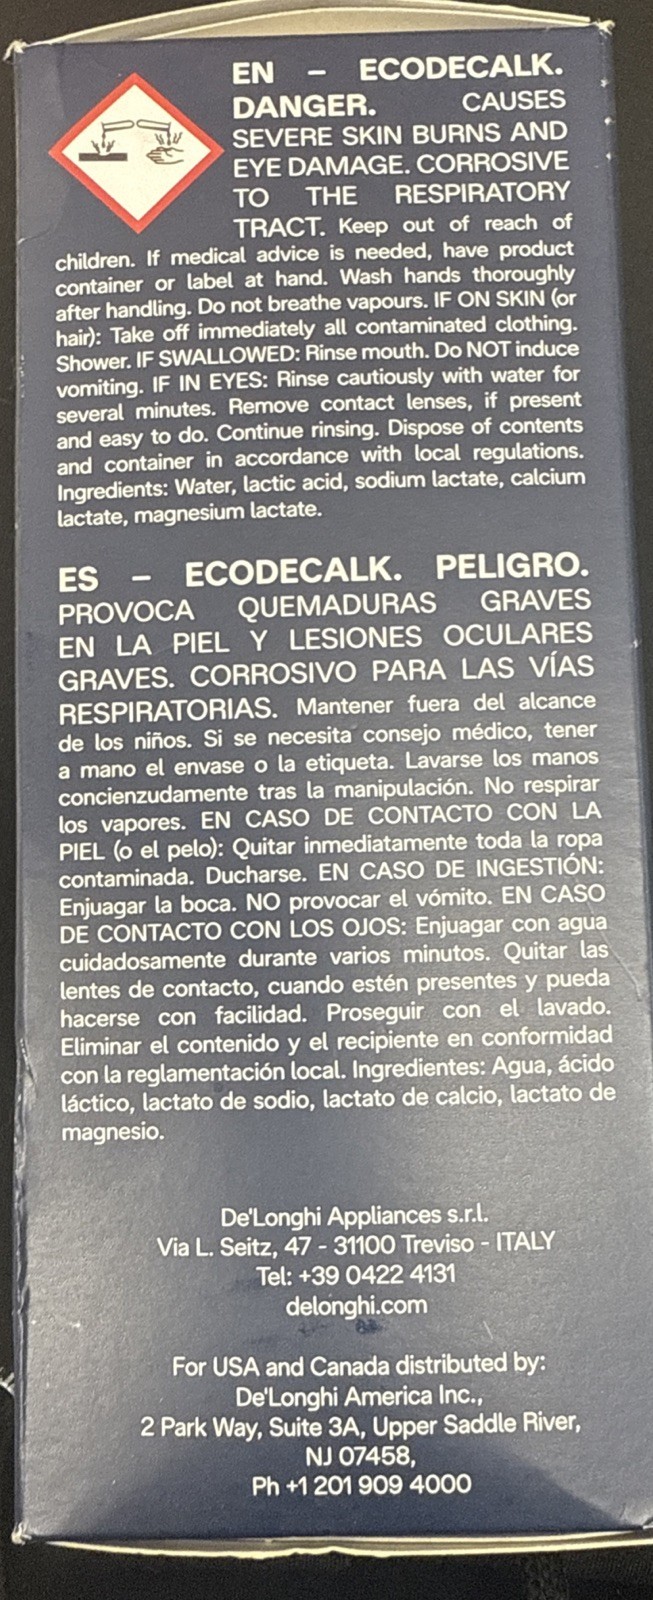 EN – ECODECALK.
DANGER. CAUSES
SEVERE SKIN BURNS AND
EYE DAMAGE. CORROSIVE
TO THE RESPIRATORY
TRACT. Keep out of reach of
children. If medical advice is needed, have product
container or label at hand. Wash hands thoroughly
after handling. Do not breathe vapours. IF ON SKIN (or
hair): Take off immediately all contaminated clothing.
Shower. IF SWALLOWED: Rinse mouth. Do NOT induce
vomiting. IF IN EYES: Rinse cautiously with water for
several minutes. Remove contact lenses, if present
and easy to do. Continue rinsing. Dispose of contents
and container in accordance with local regulations.
Ingredients: Water, lactic acid, sodium lactate, calcium
lactate, magnesium lactate.
ES – ECODECALK. PELIGRO.
PROVOCA QUEMADURAS GRAVES
EN LA PIEL Y LESIONES OCULARES
GRAVES. CORROSIVO PARA LAS VÍAS
RESPIRATORIAS. Mantener fuera del alcance
de los niños. Si se necesita consejo médico, tener
a mano el envase o la etiqueta. Lavarse los manos
concienzudamente tras la manipulación. No respirar
los vapores. EN CASO DE CONTACTO CON LA
PIEL (o el pelo): Quitar inmediatamente toda la ropa
contaminada. Ducharse. EN CASO DE INGESTIÓN:
Enjuagar la boca. NO provocar el vómito. EN CASO
DE CONTACTO CON LOS OJOS: Enjuagar con agua
cuidadosamente durante varios minutos. Quitar las
lentes de contacto, cuando estén presentes y pueda
hacerse con facilidad. Proseguir con el lavado.
Eliminar el contenido y el recipiente en conformidad
con la reglamentación local. Ingredientes: Agua, ácido
láctico, lactato de sodio, lactato de calcio, lactato de
magnesio.
De'Longhi Appliances s.r.l.
Via L. Seitz, 47 - 31100 Treviso - ITALY
Tel: +39 0422 4131
delonghi.com
For USA and Canada distributed by:
De'Longhi America Inc.,
2 Park Way, Suite 3A, Upper Saddle River,
NJ 07458,
Ph +1 201 909 4000